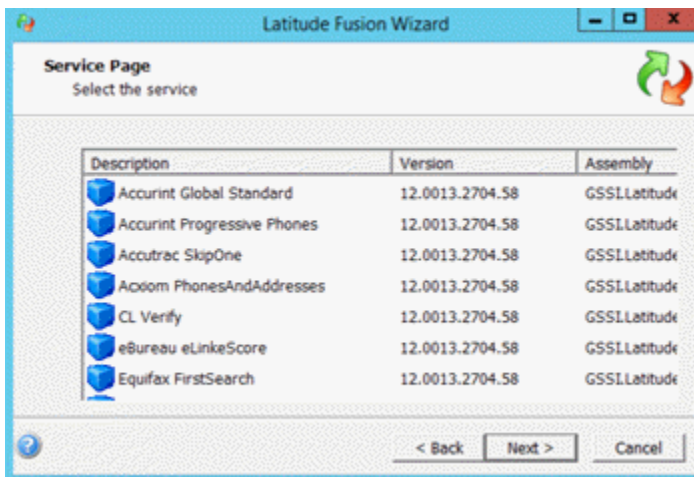 Latitude Fusion Wizard
Service Page
Select the service
Description Version Assembly
Accurint Global Standard 12.0013.2704.58 GSSI.Latitude
Accurint Progressive Phones 12.0013.2704.58 GSSI.Latitude
Accutrac SkipOne 12.0013.2704.58 GSSI.Latitude
Acxiom PhonesAndAddresses 12.0013.2704.58 GSSI.Latitude
CL Verify 12.0013.2704.58 GSSI.Latitude
eBureau eLinkeScore 12.0013.2704.58 GSSI.Latitude
Equifax FirstSearch 12.0013.2704.58 GSSI.Latitude
< Back Next > Cancel